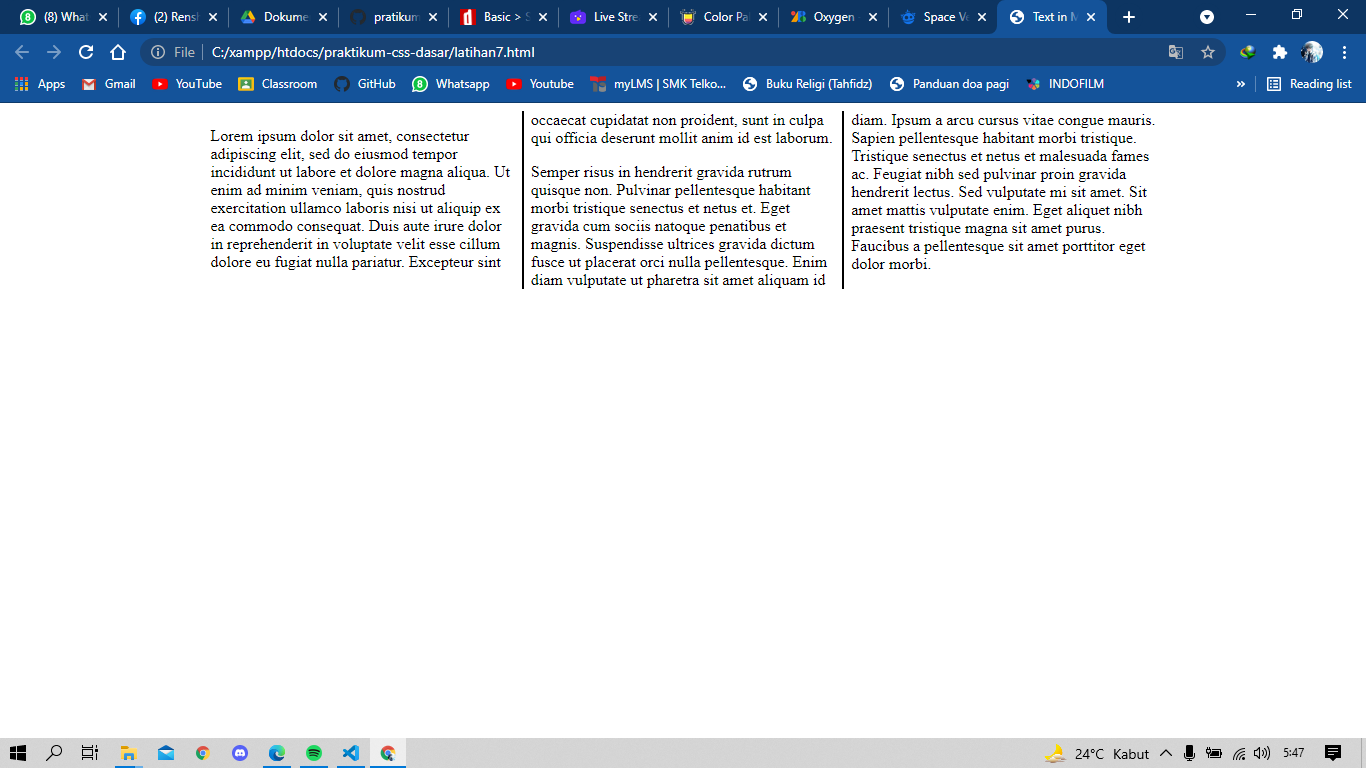 (8) What
(2) Rensh
Dokume
pratikum
Basic > S
Live Stre
Color Pa
Oxygen
Space Ve
Text in M
File
C:/xampp/htdocs/praktikum-css-dasar/latihan7.html
Apps
Gmail
YouTube
Classroom
GitHub
Whatsapp
Youtube
myLMS | SMK Telko...
Buku Religi (Tahfidz)
Panduan doa pagi
INDOFILM
»
Reading list
Lorem ipsum dolor sit amet, consectetur
adipiscing elit, sed do eiusmod tempor
incididunt ut labore et dolore magna aliqua. Ut
enim ad minim veniam, quis nostrud
exercitation ullamco laboris nisi ut aliquip ex
ea commodo consequat. Duis aute irure dolor
in reprehenderit in voluptate velit esse cillum
dolore eu fugiat nulla pariatur. Excepteur sint
occaecat cupidatat non proident, sunt in culpa
qui officia deserunt mollit anim id est laborum.
Semper risus in hendrerit gravida rutrum
quisque non. Pulvinar pellentesque habitant
morbi tristique senectus et netus et. Eget
gravida cum sociis natoque penatibus et
magnis. Suspendisse ultrices gravida dictum
fusce ut placerat orci nulla pellentesque. Enim
diam vulputate ut pharetra sit amet aliquam id
diam. Ipsum a arcu cursus vitae congue mauris.
Sapien pellentesque habitant morbi tristique.
Tristique senectus et netus et malesuada fames
ac. Feugiat nibh sed pulvinar proin gravida
hendrerit lectus. Sed vulputate mi sit amet. Sit
amet mattis vulputate enim. Eget aliquet nibh
praesent tristique magna sit amet purus.
Faucibus a pellentesque sit amet porttitor eget
dolor morbi.
24°C Kabut
5:47